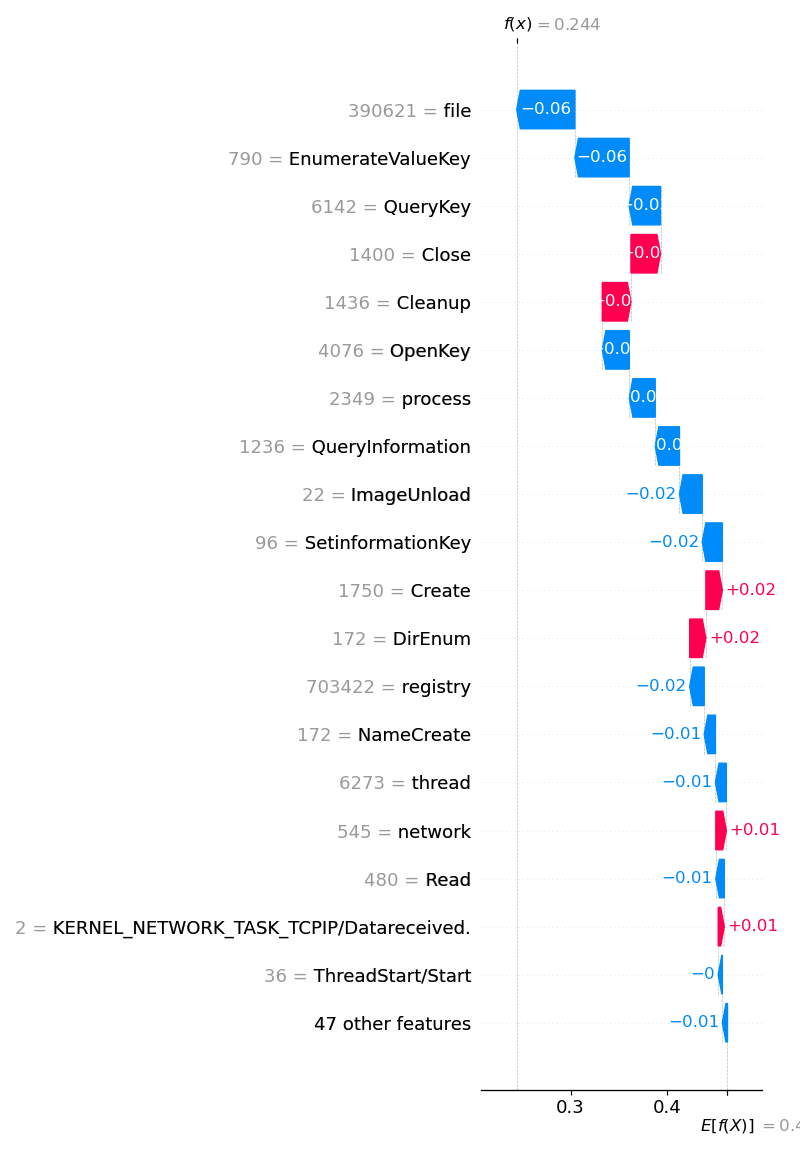 f(x) = 0.244
390621 = file
−0.06
790 = EnumerateValueKey
−0.06
6142 = QueryKey
1400 = Close
1436 = Cleanup
4076 = OpenKey
2349 = process
1236 = QueryInformation
22 = ImageUnload
−0.02
96 = SetinformationKey
−0.02
1750 = Create
+0.02
172 = DirEnum
+0.02
703422 = registry
−0.02
172 = NameCreate
−0.01
6273 = thread
−0.01
545 = network
+0.01
480 = Read
−0.01
2 = KERNEL_NETWORK_TASK_TCPIP/Datareceived.
+0.01
36 = ThreadStart/Start
−0
47 other features
−0.01
0.3 0.4
E[f(X)] = 0.4